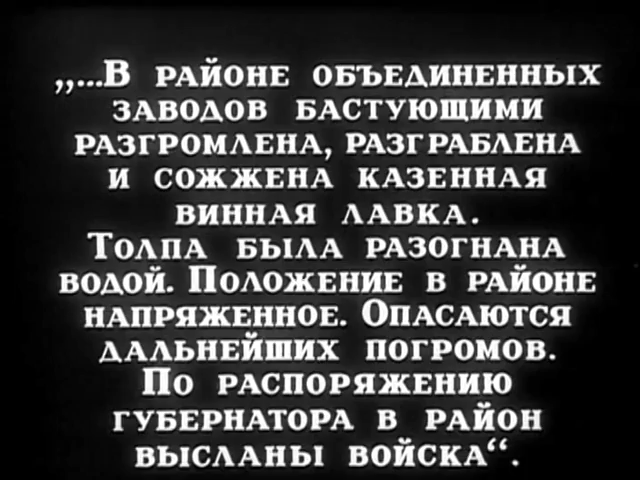 „...В РАЙОНЕ ОБЪЕДИНЕННЫХ
ЗАВОДОВ БАСТУЮЩИМИ
РАЗГРОМЛЕНА, РАЗГРАБЛЕНА
И СОЖЖЕНА КАЗЕННАЯ
ВИННАЯ ЛАВКА.
ТОЛПА БЫЛА РАЗОГНАНА
ВОДОЙ. ПОЛОЖЕНИЕ В РАЙОНЕ
НАПРЯЖЕННОЕ. ОПАСАЮТСЯ
ДАЛЬНЕЙШИХ ПОГРОМОВ.
ПО РАСПОРЯЖЕНИЮ
ГУБЕРНАТОРА В РАЙОН
ВЫСЛАНЫ ВОЙСКА“.